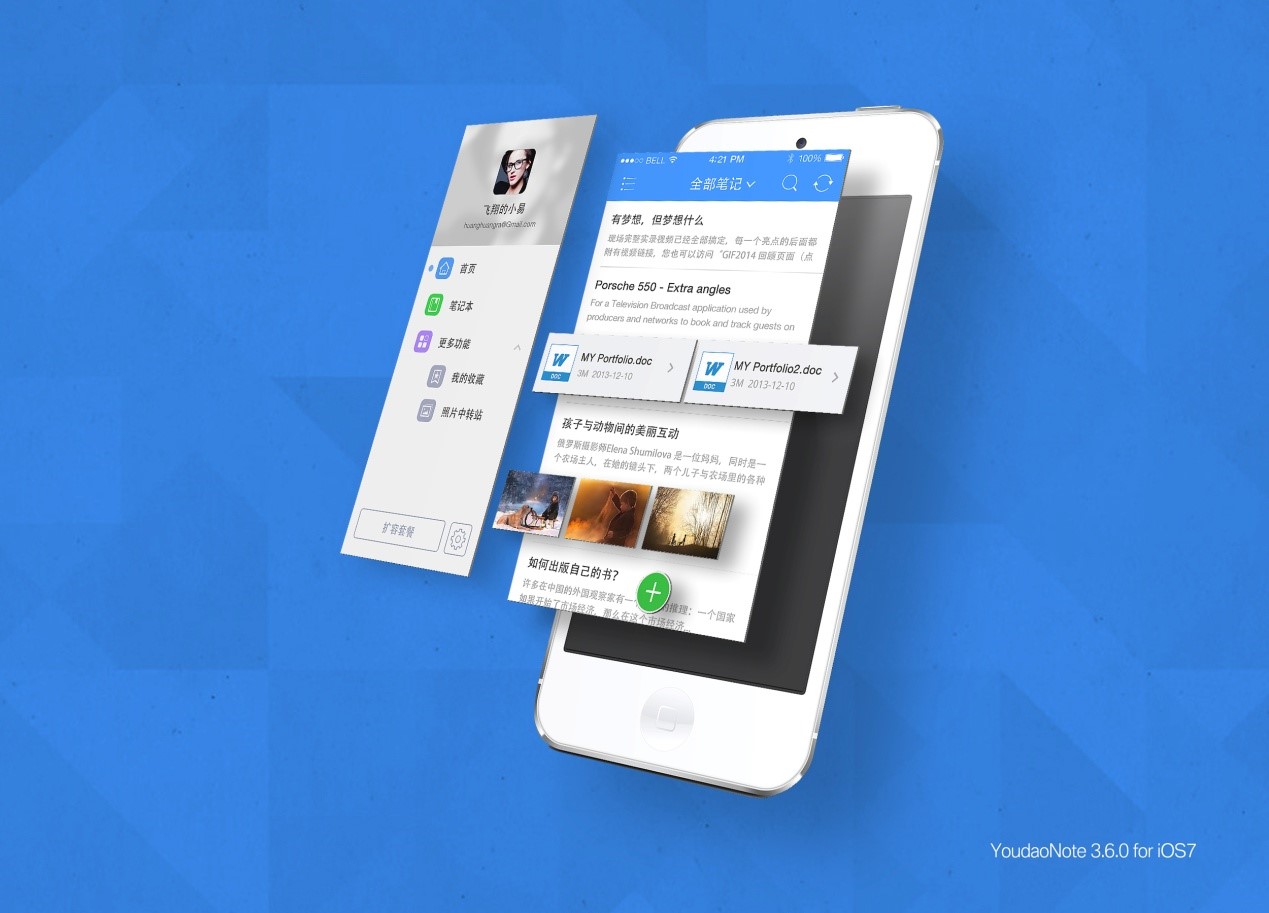 飞翔的小易
huanghuangra@Gmail.com
首页
笔记本
更多功能
我的收藏
照片中转站
扩容套餐
BELL
4:21 PM
100%
全部笔记
有梦想，但梦想什么
现场完整实录视频已经全部搞定，每一个亮点的后面都
附有视频链接，您也可以访问“GIF2014 回顾页面（点
Porsche 550 - Extra angles
For a Television Broadcast application used by
producers and networks to book and track guests on
W
DOC
MY Portfolio.doc
3M 2013-12-10
W
DOC
MY Portfolio2.doc
3M 2013-12-10
孩子与动物间的美丽互动
俄罗斯摄影师Elena Shumilova 是一位妈妈，同时是一
个农场主人，在她的镜头下，两个儿子与农场里的各种
如何出版自己的书？
许多在中国的外国观察家有一 的推理：一个国家
如果开始了市场经济，那么在这个市场经济...
YoudaoNote 3.6.0 for iOS7